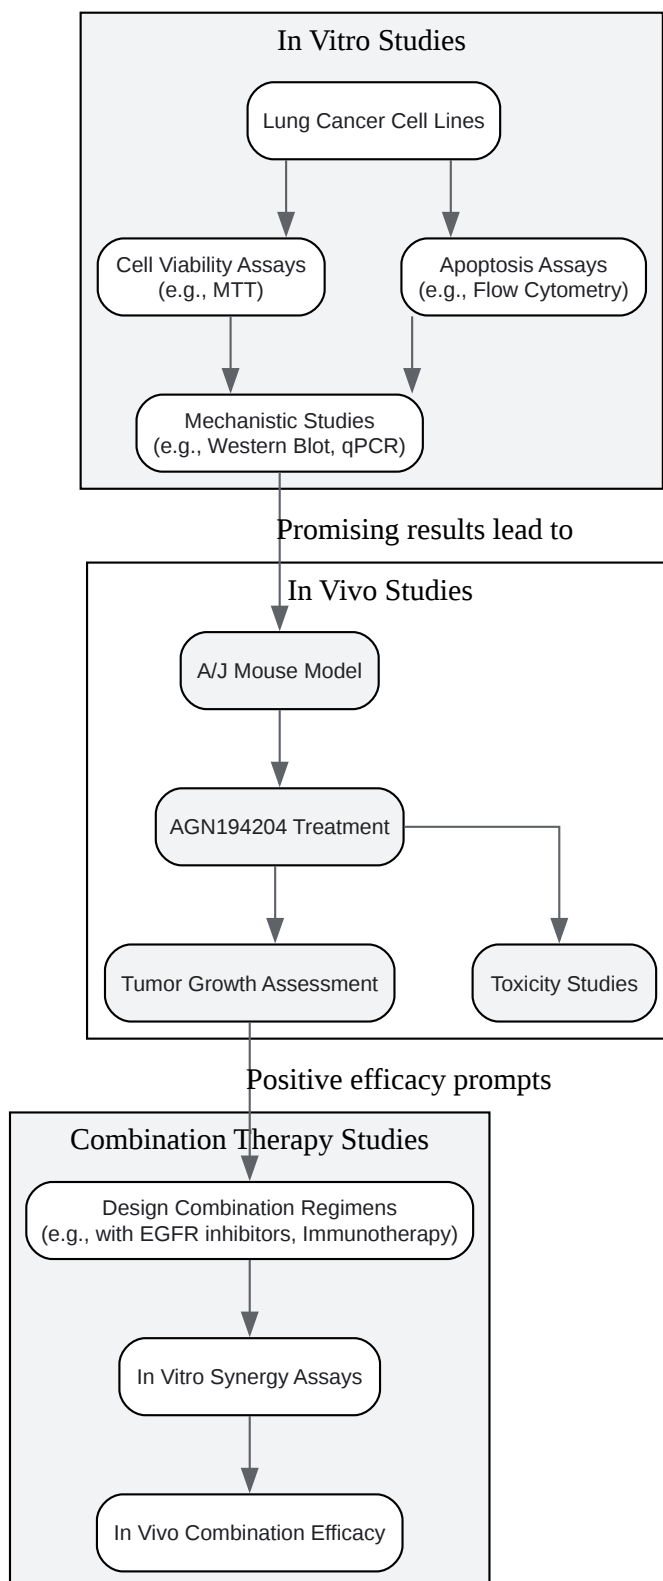 In Vitro Studies
Lung Cancer Cell Lines
Cell Viability Assays
(e.g., MTT)
Apoptosis Assays
(e.g., Flow Cytometry)
Mechanistic Studies
(e.g., Western Blot, qPCR)
Promising results lead to
In Vivo Studies
A/J Mouse Model
AGN194204 Treatment
Tumor Growth Assessment
Toxicity Studies
Positive efficacy prompts
Combination Therapy Studies
Design Combination Regimens
(e.g., with EGFR inhibitors, Immunotherapy)
In Vitro Synergy Assays
In Vivo Combination Efficacy